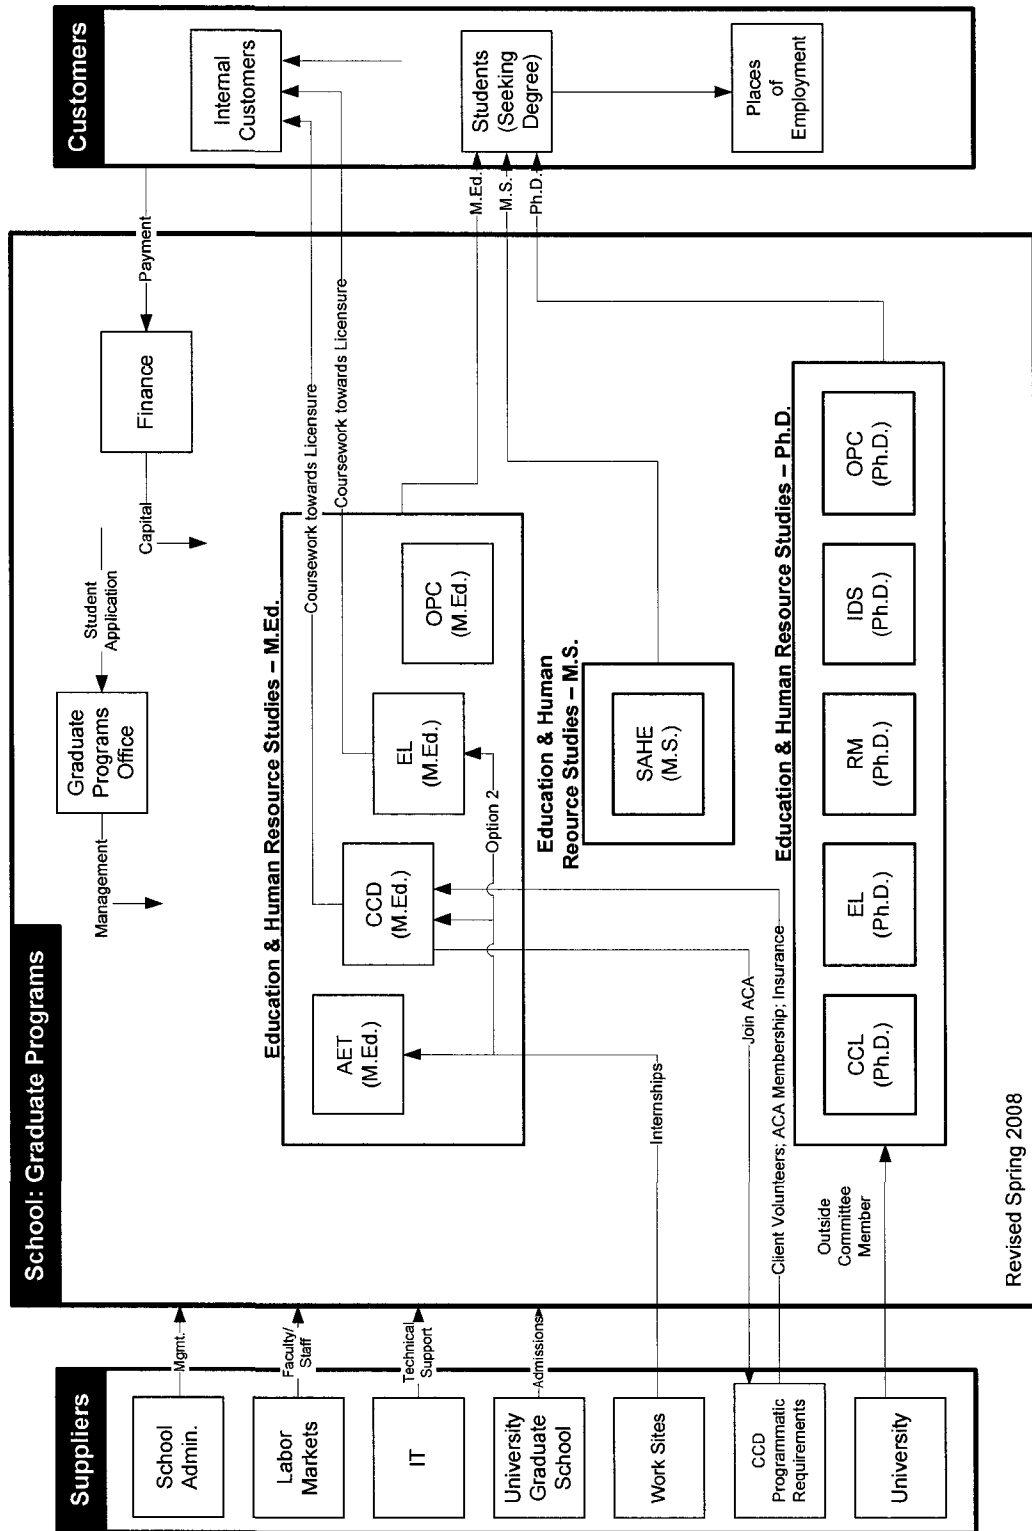 Suppliers
School
Admin.
Labor
Markets
IT
University
Graduate
School
Work Sites
CCD
Programmatic
Requirements
University
Mgmt.
Faculty/
Staff
Technical
Support
Admissions
School: Graduate Programs
Management
Graduate
Programs
Office
Student
Application
Capital
Finance
Payment
Education & Human Resource Studies – M.Ed.
AET
(M.Ed.)
CCD
(M.Ed.)
EL
(M.Ed.)
OPC
(M.Ed.)
Coursework towards Licensure
Coursework towards Licensure
Option 2
Internships
Join ACA
Client Volunteers; ACA Membership; Insurance
Education & Human
Reource Studies – M.S.
SAHE
(M.S.)
Outside
Committee
Member
Education & Human Resource Studies – Ph.D.
CCL
(Ph.D.)
EL
(Ph.D.)
RM
(Ph.D.)
IDS
(Ph.D.)
OPC
(Ph.D.)
M.Ed.
M.S.
Ph.D.
Customers
Internal
Customers
Students
(Seeking
Degree)
Places
of
Employment
Revised Spring 2008